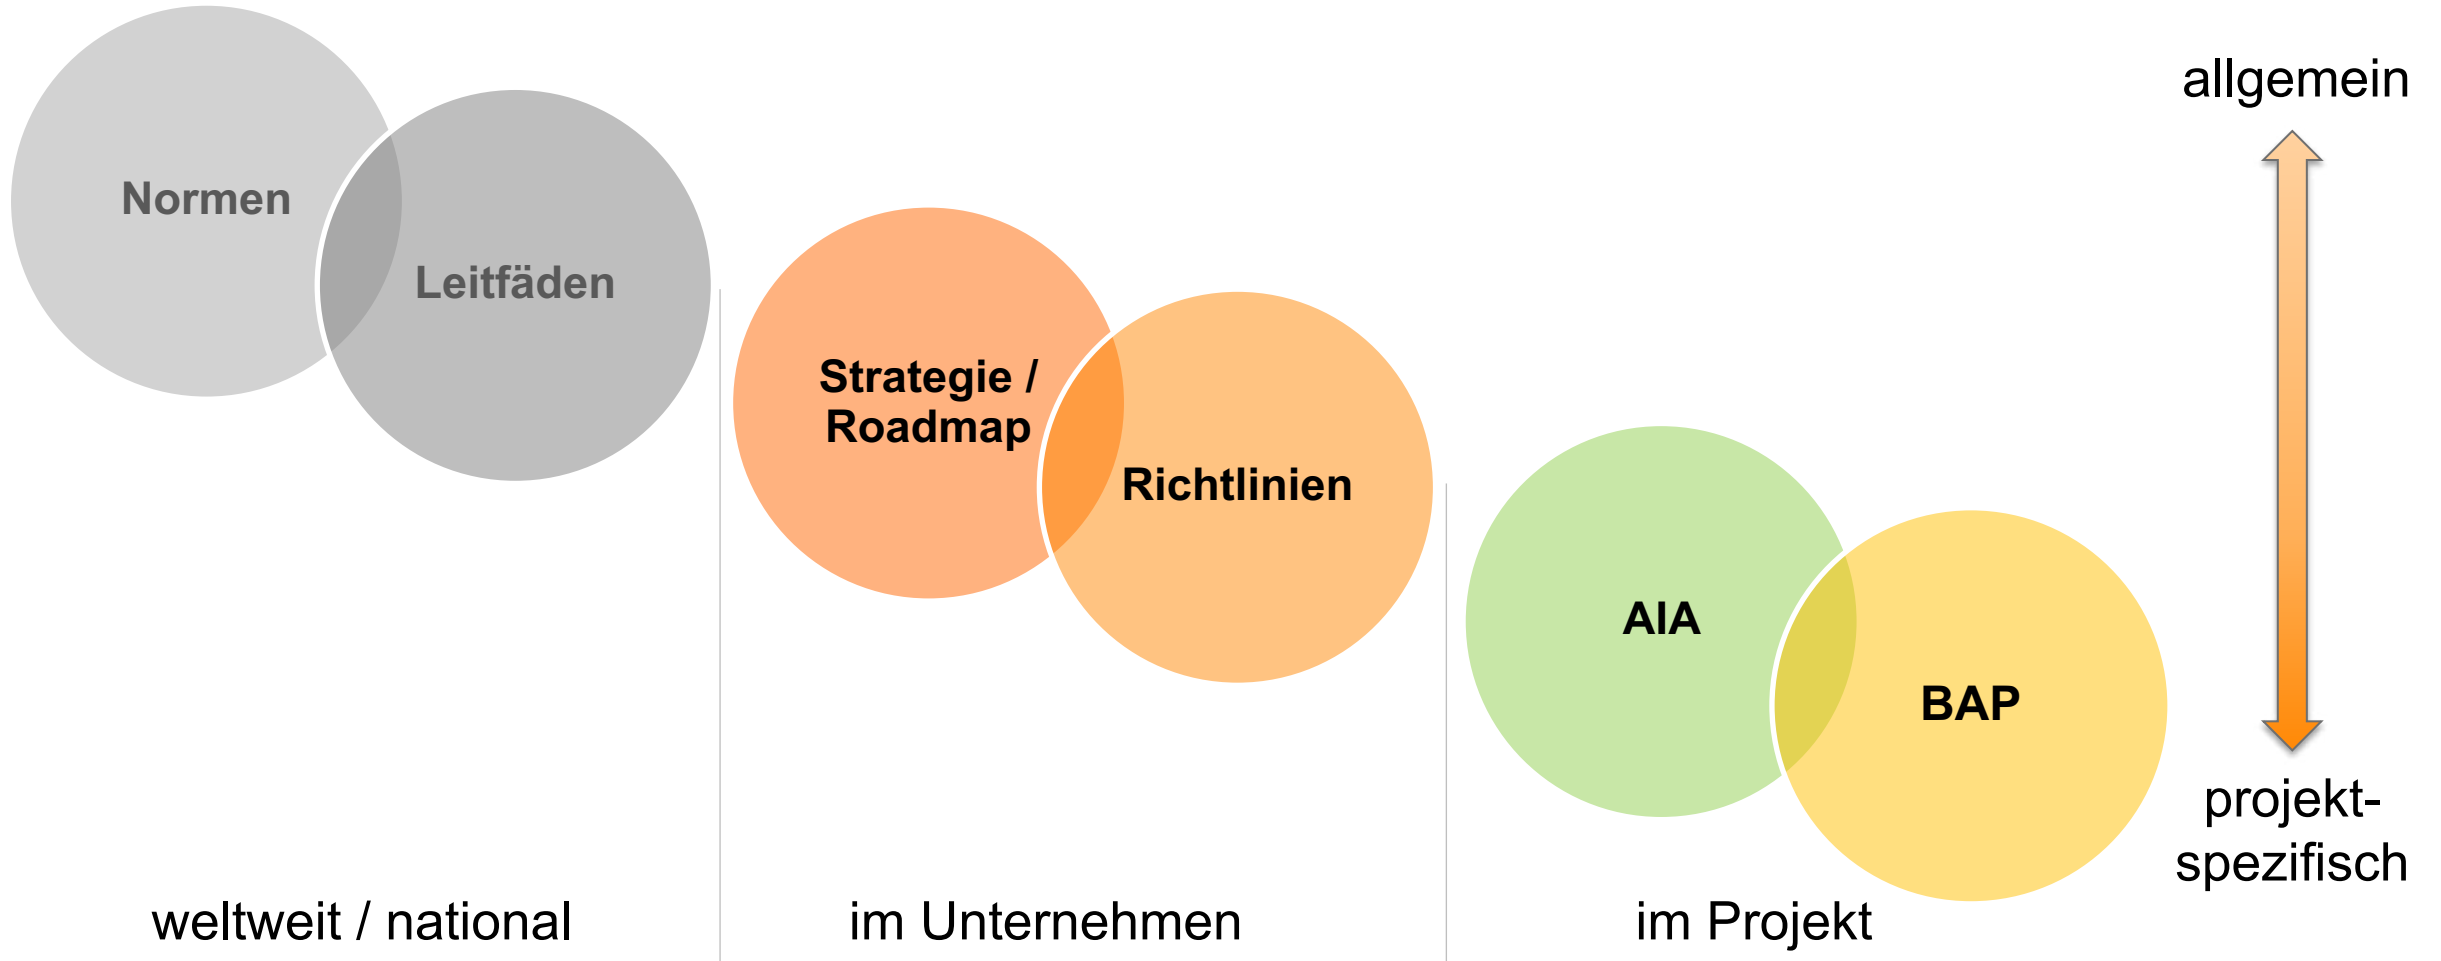 Normen
Leitfäden
Strategie /
Roadmap
Richtlinien
AIA
BAP
allgemein
projekt-
spezifisch
weltweit / national
im Unternehmen
im Projekt